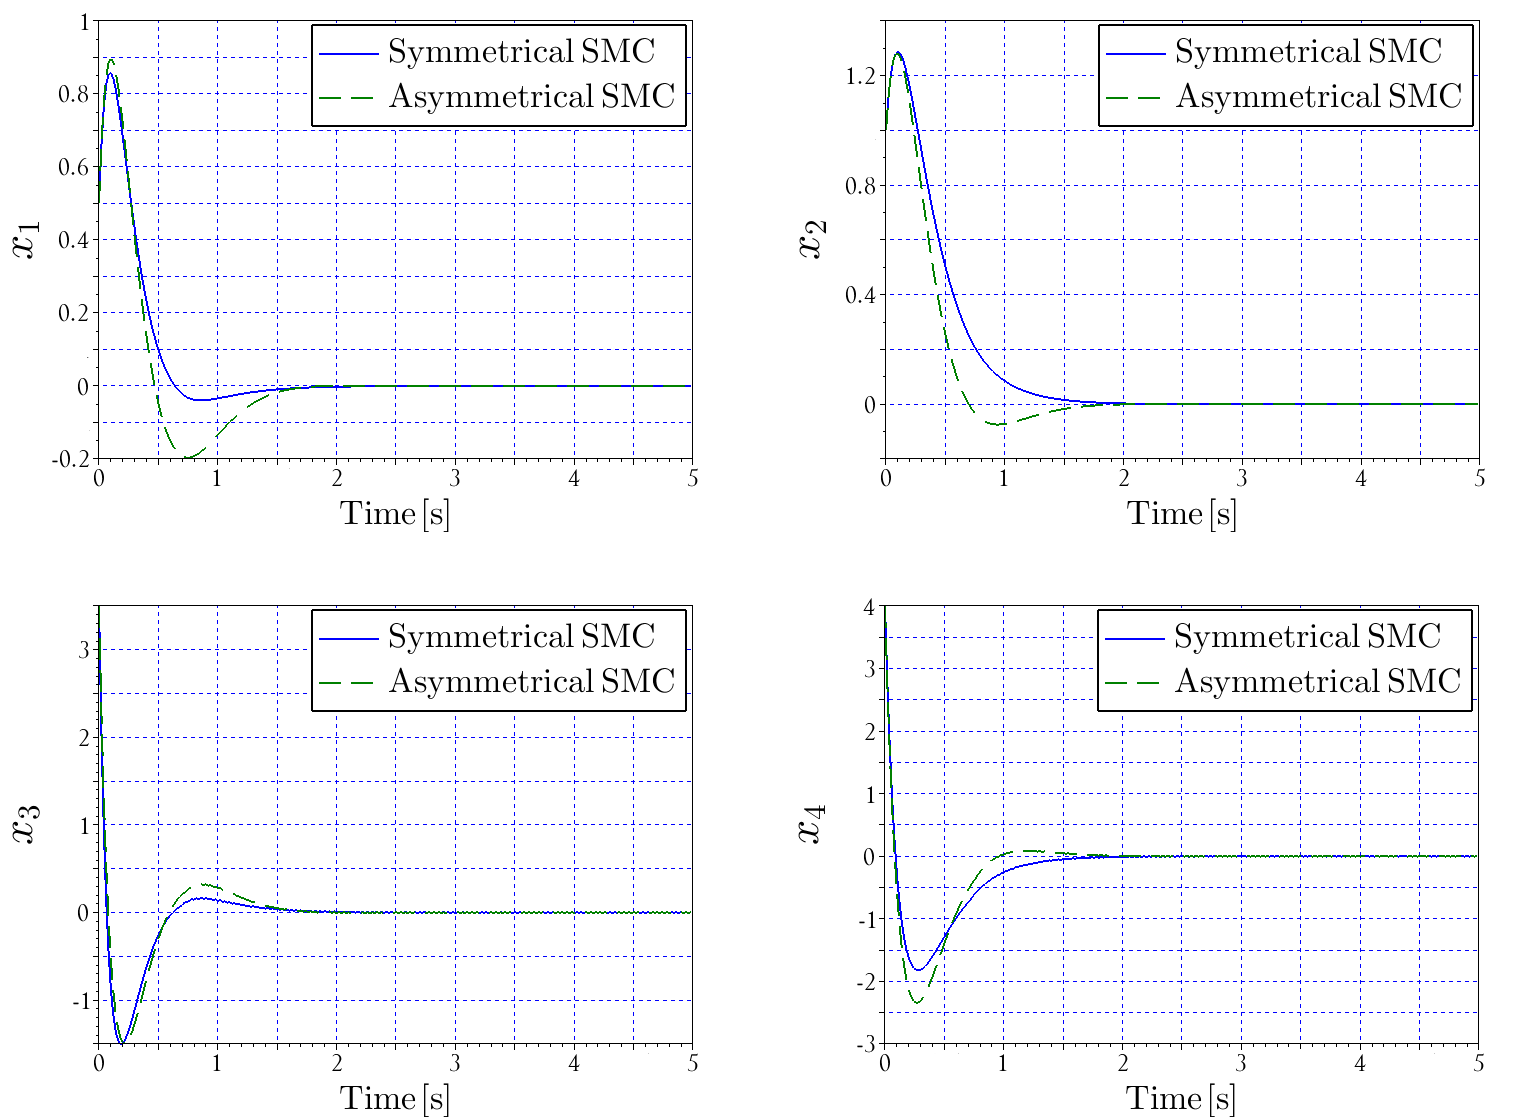 1
0.8
0.6
0.4
0.2
0
-0.2
x1
Symmetrical SMC
Asymmetrical SMC
0 1 2 3 4 5
Time [s]
1.2
0.8
0.4
0
x2
Symmetrical SMC
Asymmetrical SMC
0 1 2 3 4 5
Time [s]
3
2
1
0
-1
x3
Symmetrical SMC
Asymmetrical SMC
0 1 2 3 4 5
Time [s]
4
3
2
1
0
-1
-2
-3
x4
Symmetrical SMC
Asymmetrical SMC
0 1 2 3 4 5
Time [s]